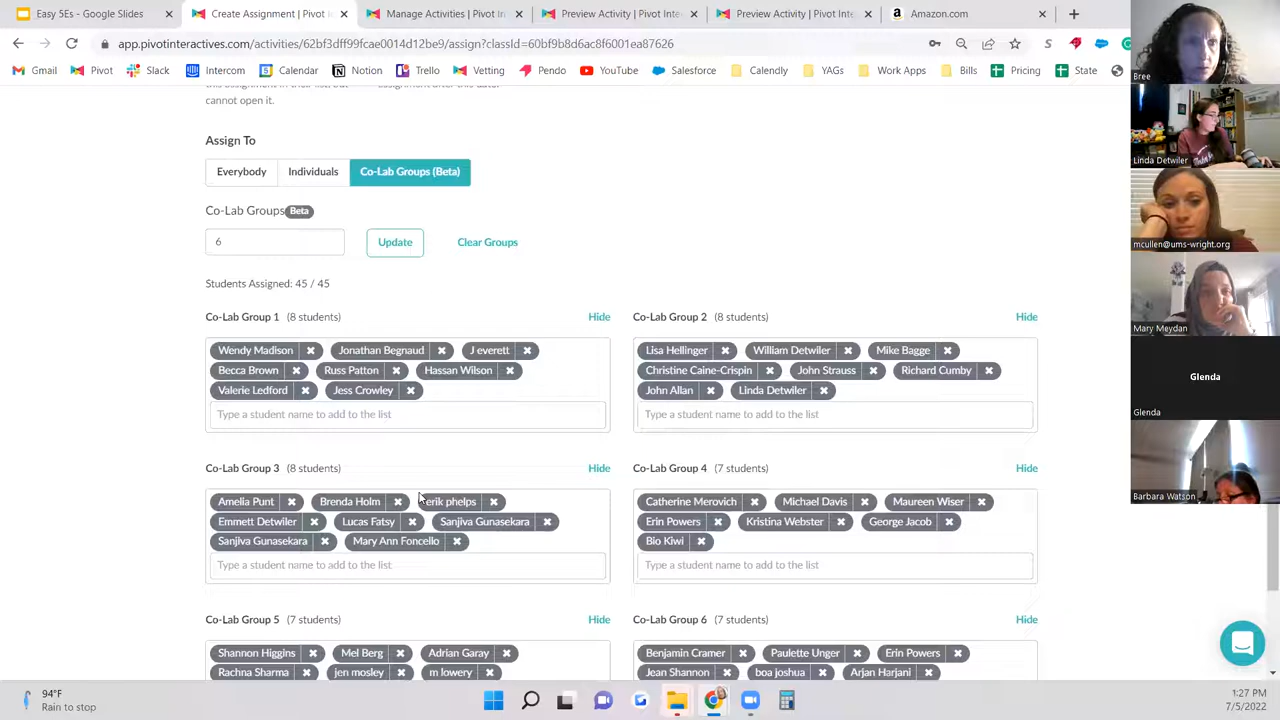 Easy 5Es - Google Slides
Create Assignment | Pivot I
Manage Activities | Pivot Inter
Preview Activity | Pivot Intera
Preview Activity | Pivot Intera
Amazon.com
app.pivotinteractives.com/activities/62bf3dff99fae0014d135e9/assign?classId=60bf9b8d6ac8f6001ea87626
Gmail
Pivot
Slack
Intercom
Calendar
Notion
Trello
Vetting
Pendo
YouTube
Salesforce
Calendly
YAGs
Work Apps
Bills
Pricing
State
cannot open it.
Assign To
Everybody
Individuals
Co-Lab Groups (Beta)
Co-Lab Groups Beta
6
Update
Clear Groups
Students Assigned: 45 / 45
Co-Lab Group 1 (8 students) Hide
Wendy Madison Jonathan Begnaud J everett
Becca Brown Russ Patton Hassan Wilson
Valerie Ledford Jess Crowley
Type a student name to add to the list
Co-Lab Group 2 (8 students) Hide
Lisa Hellinger William Detwiler Mike Bagge
Christine Caine-Crispin John Strauss Richard Cumby
John Allan Linda Detwiler
Type a student name to add to the list
Co-Lab Group 3 (8 students) Hide
Amelia Punt Brenda Holm erik phelps
Emmett Detwiler Lucas Fatsy Sanjiva Gunasekara
Sanjiva Gunasekara Mary Ann Foncello
Type a student name to add to the list
Co-Lab Group 4 (7 students) Hide
Catherine Merovich Michael Davis Maureen Wiser
Erin Powers Kristina Webster George Jacob
Bio Kiwi
Type a student name to add to the list
Co-Lab Group 5 (7 students) Hide
Shannon Higgins Mel Berg Adrian Garay
Rachna Sharma jen mosley m lowery
Co-Lab Group 6 (7 students) Hide
Benjamin Cramer Paulette Unger Erin Powers
Jean Shannon boa joshua Arjan Harjani
Bree
Linda Detwiler
mcullen@ums-wright.org
Mary Meydan
Glenda
Glenda
Barbara Watson
94°F
Rain to stop
1:27 PM
7/5/2022